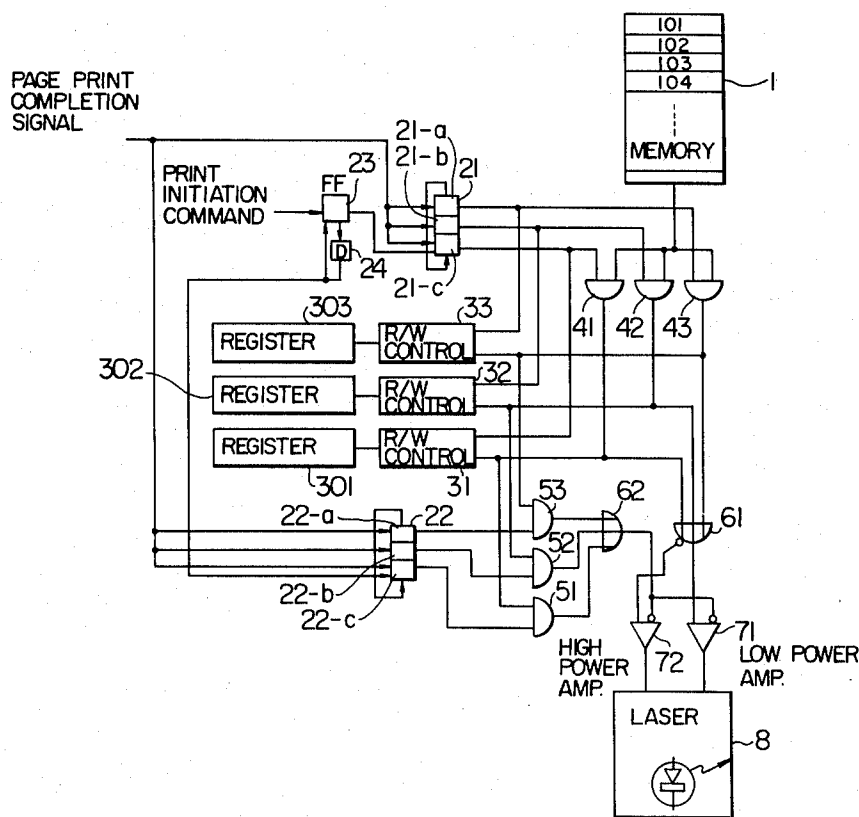 101
102
103
104
1
MEMORY
PAGE PRINT
COMPLETION
SIGNAL
21-a
21-b
21
PRINT
INITIATION
COMMAND
FF
23
D
24
21-c
41
42
43
303
33
REGISTER
R/W
CONTROL
302
32
REGISTER
R/W
CONTROL
REGISTER
R/W
CONTROL
301
31
53
62
61
22-a
22
52
22-b
51
22-c
HIGH
POWER
AMP.
72
71
LOW POWER
AMP.
LASER
8